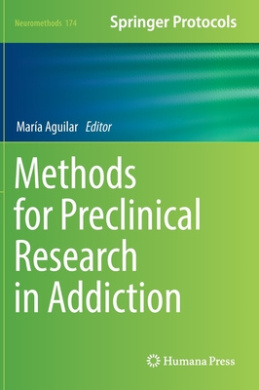 Neuromethods 174
Springer Protocols
María Aguilar Editor
Methods
for Preclinical
Research
in Addiction
Humana Press